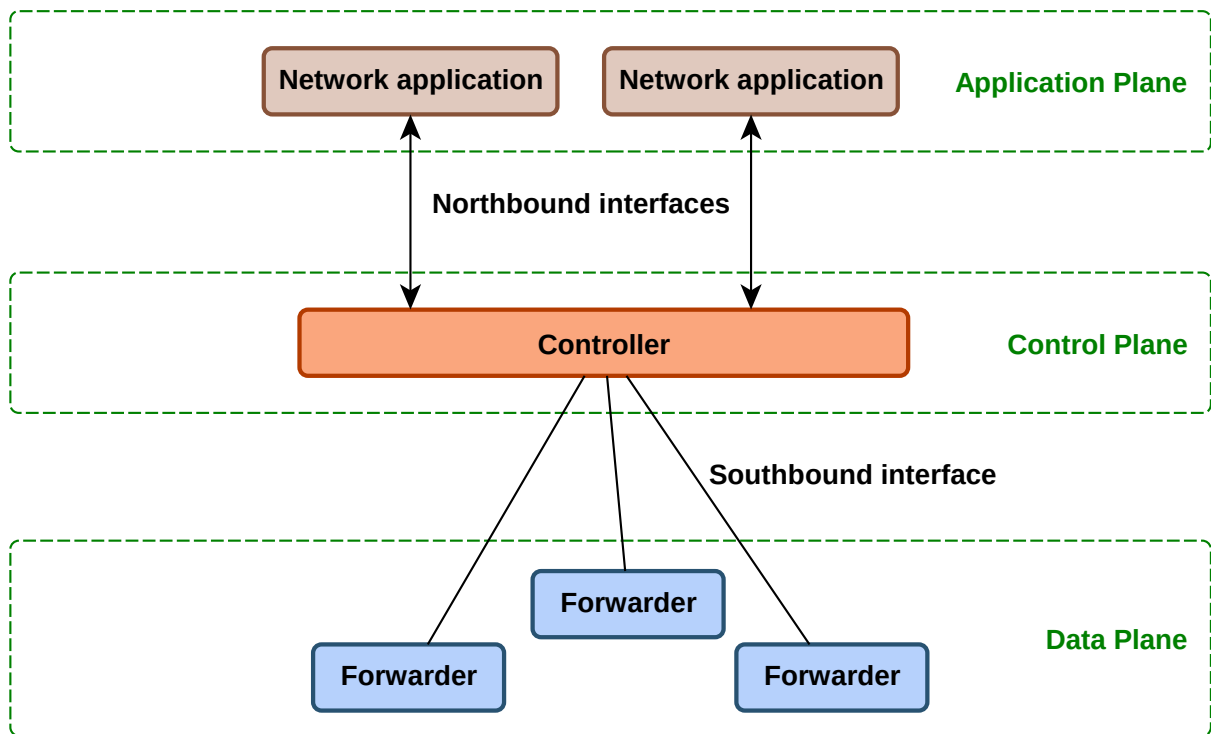 Network application
Network application
Application Plane
Northbound interfaces
Controller
Control Plane
Southbound interface
Forwarder
Data Plane
Forwarder
Forwarder